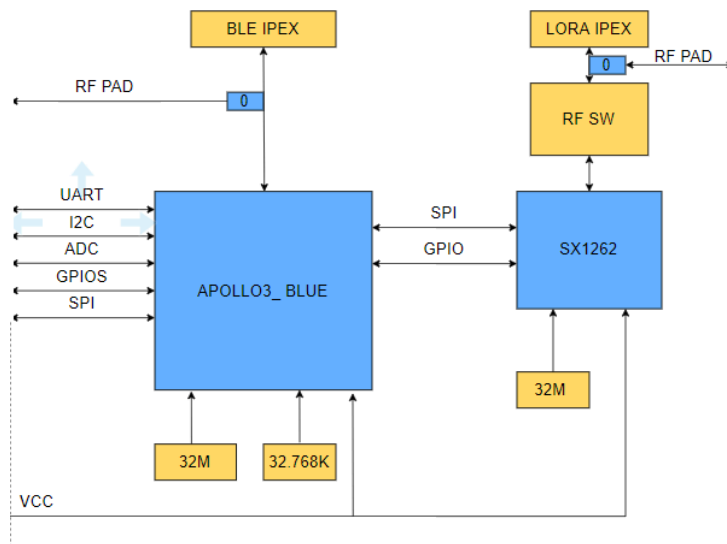 BLE IPEX
LORA IPEX
RF PAD
0
0
RF PAD
RF SW
UART
I2C
ADC
GPIOS
SPI
APOLLO3_ BLUE
SPI
GPIO
SX1262
32M
32.768K
32M
VCC